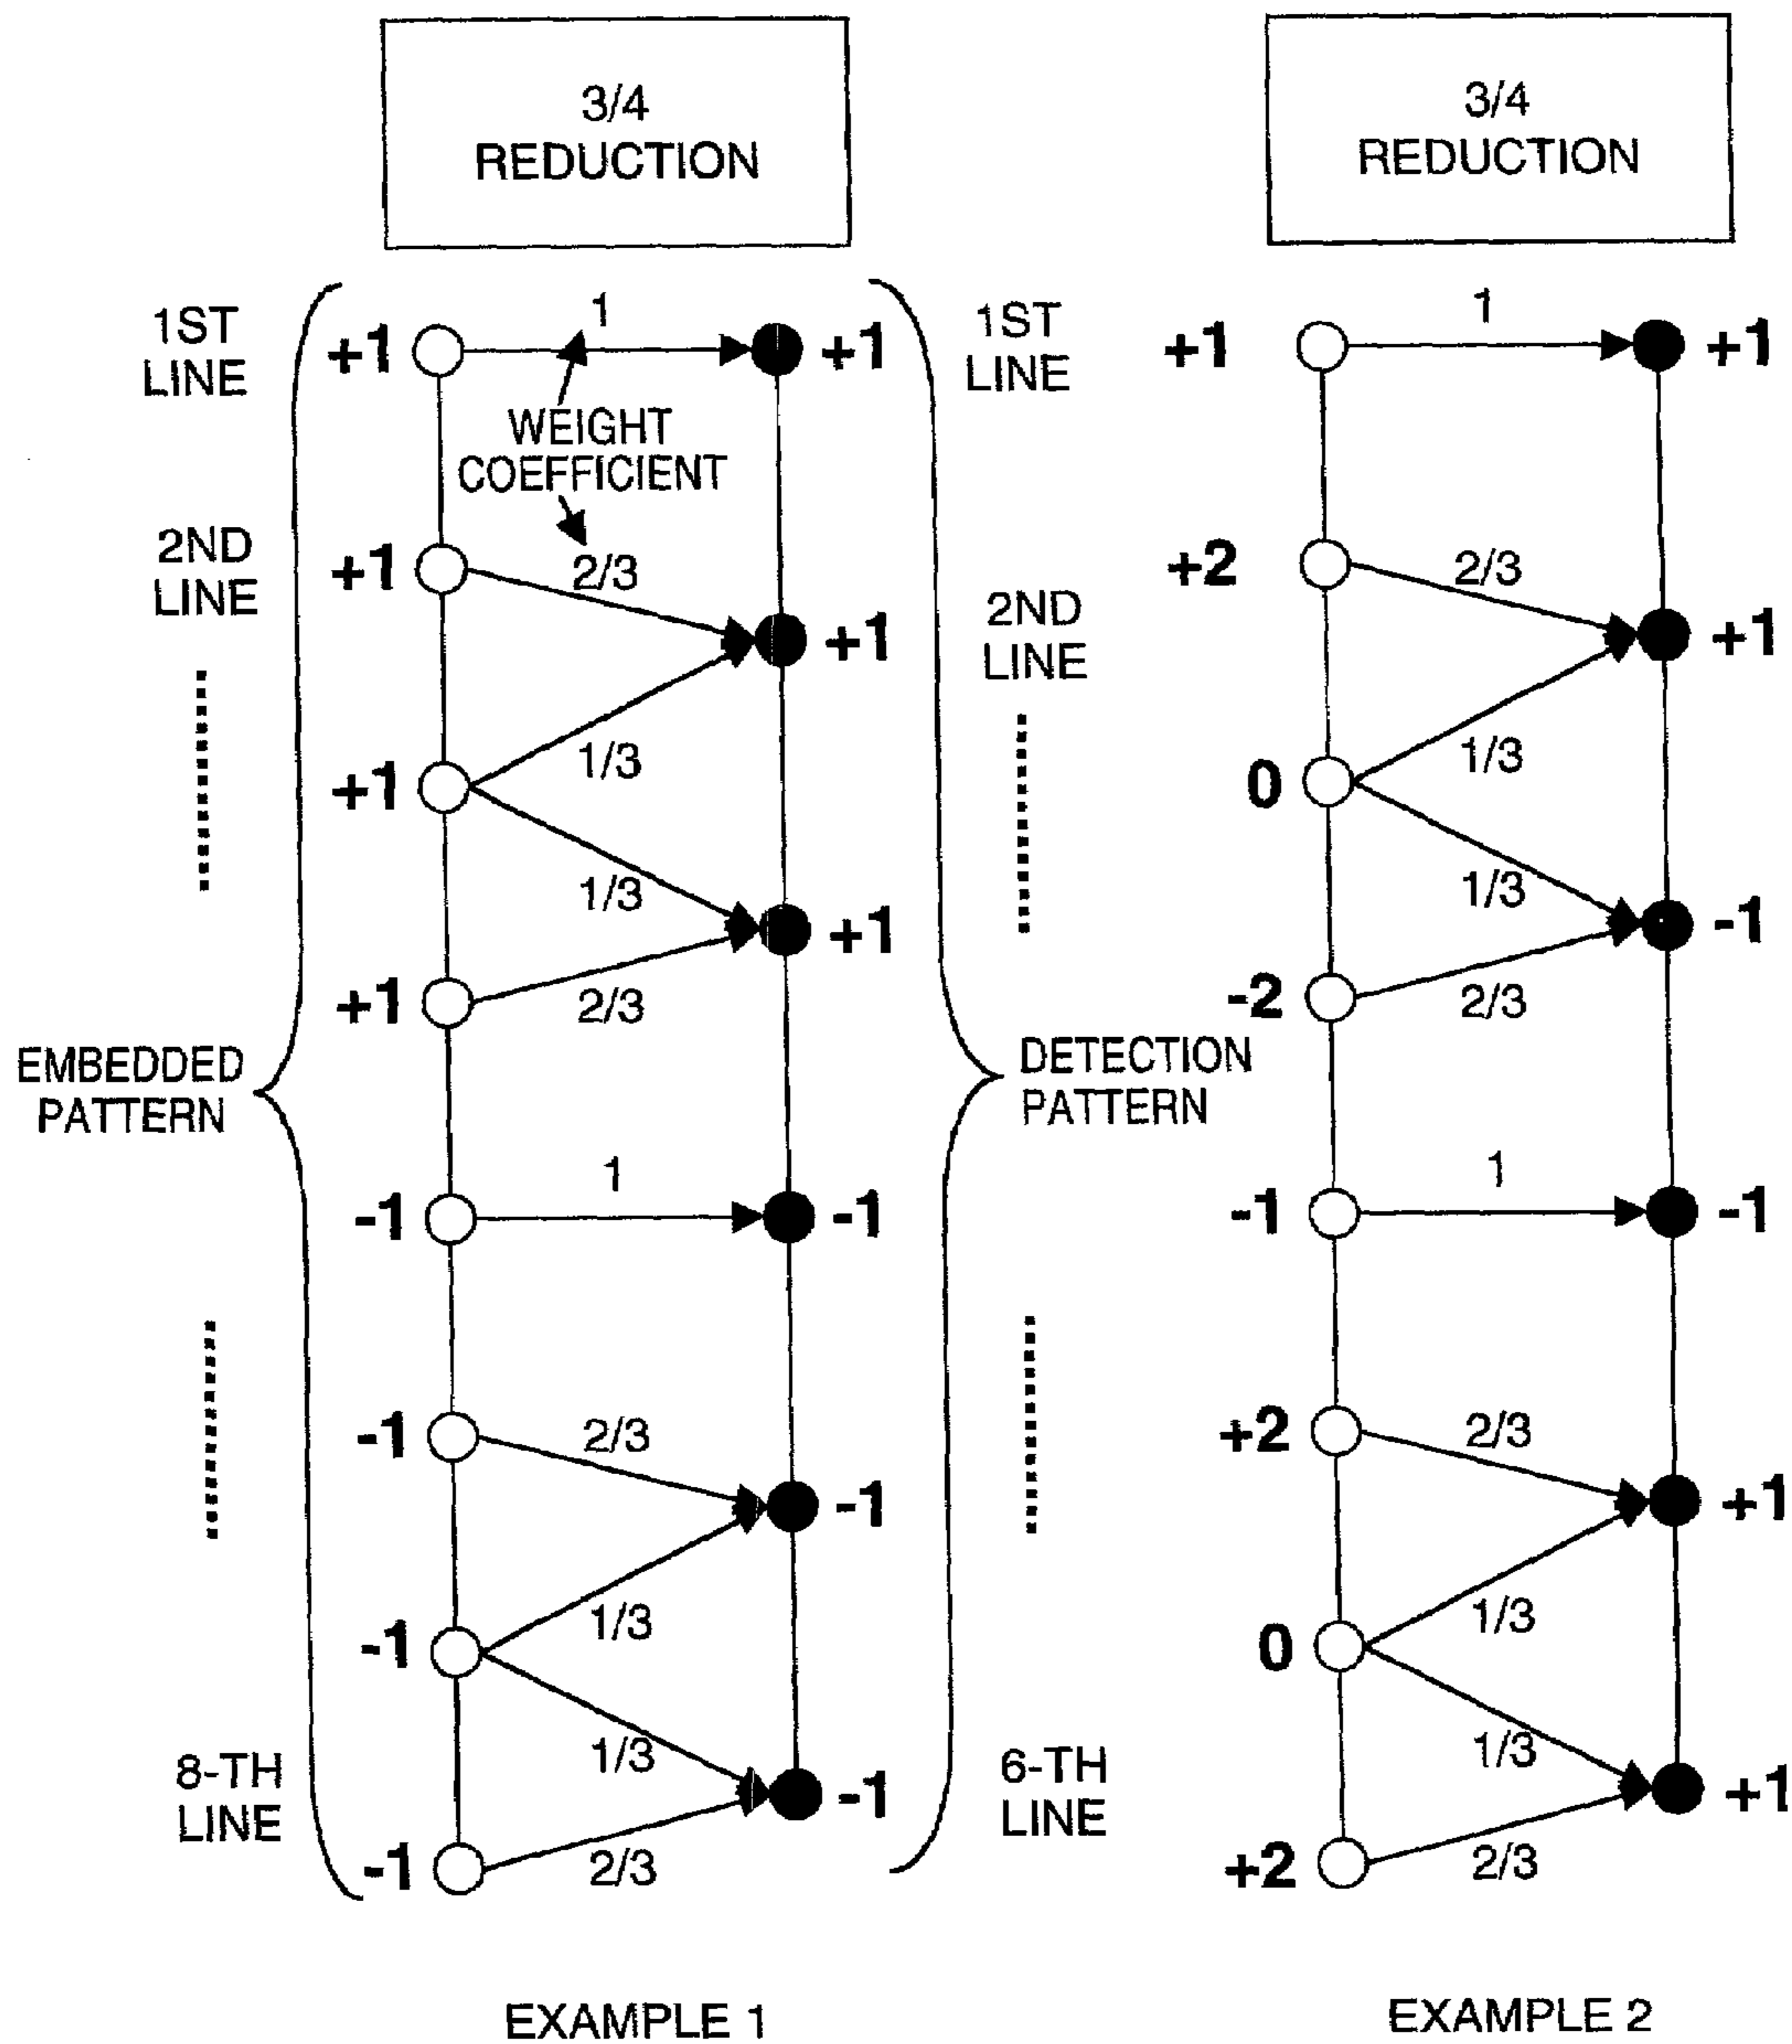 3/4
REDUCTION
3/4
REDUCTION
1ST
LINE
+1
1
+1
1ST
LINE
+1
1
+1
WEIGHT
COEFFICIENT
2ND
LINE
+1
2/3
+1
2ND
LINE
+2
2/3
+1
+1
1/3
0
1/3
1/3
+1
1/3
-1
+1
2/3
-2
2/3
EMBEDDED
PATTERN
DETECTION
PATTERN
-1
1
-1
-1
1
-1
-1
2/3
-1
+2
2/3
+1
-1
1/3
0
1/3
8-TH
LINE
1/3
-1
6-TH
LINE
1/3
+1
-1
2/3
+2
2/3
EXAMPLE 1
EXAMPLE 2